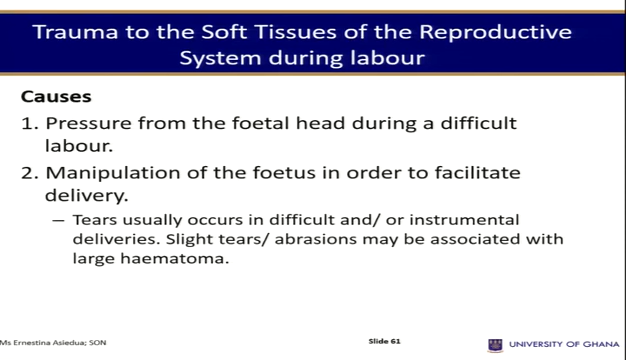 Trauma to the Soft Tissues of the Reproductive
System during labour
Causes
1. Pressure from the foetal head during a difficult
labour.
2. Manipulation of the foetus in order to facilitate
delivery.
– Tears usually occurs in difficult and/ or instrumental
deliveries. Slight tears/ abrasions may be associated with
large haematoma.
Ms Ernestina Asiedua; SON
Slide 61
UNIVERSITY OF GHANA